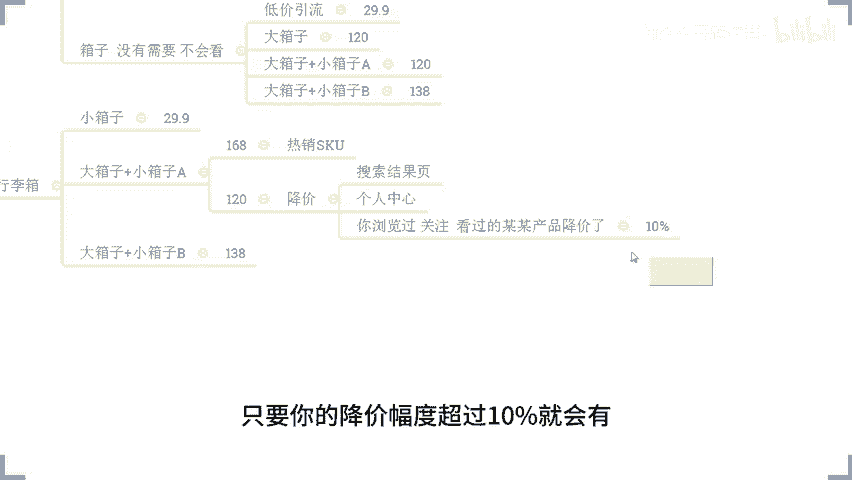 低价引流 29.9
大箱子 120
箱子 没有需要 不会看
大箱子+小箱子A 120
大箱子+小箱子B 138
小箱子 29.9
168 热销SKU
大箱子+小箱子A
搜索结果页
行李箱
120 降价
个人中心
你浏览过 关注 看过的某某产品降价了 10%
大箱子+小箱子B 138
只要你的降价幅度超过10%就会有
bilibili